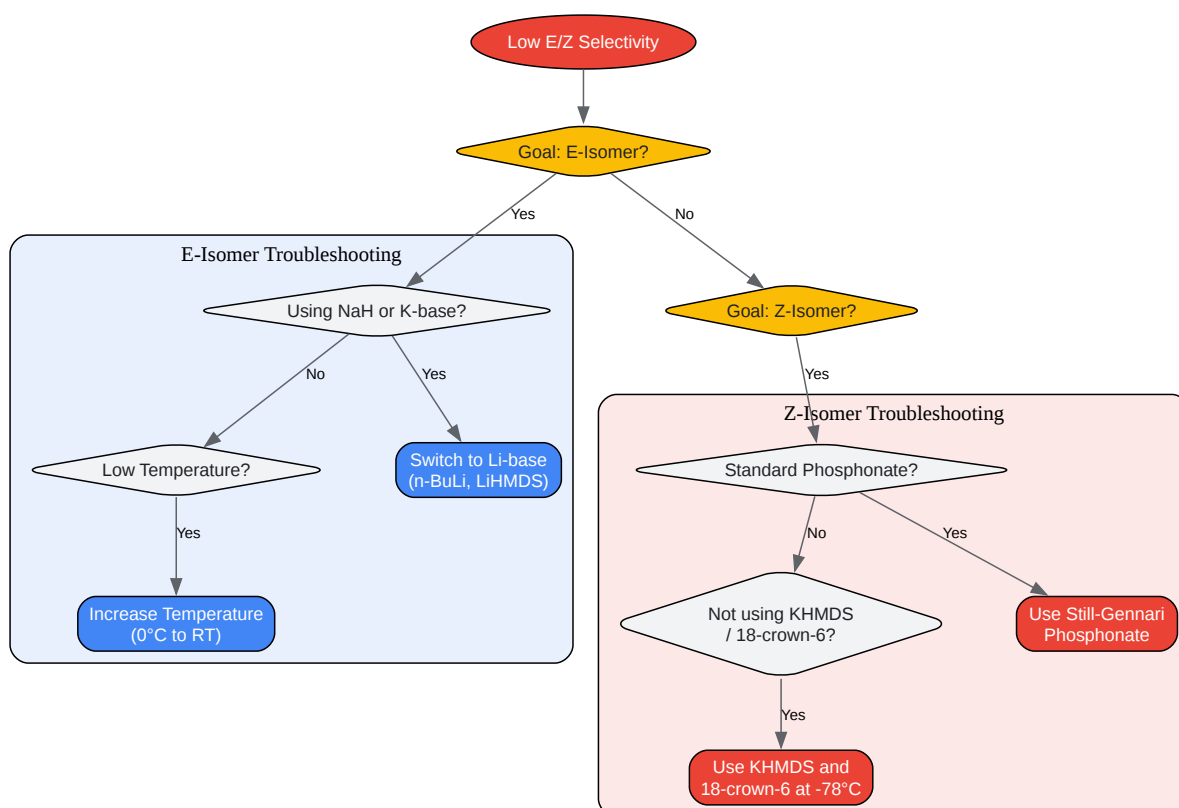 Low E/Z Selectivity
Goal: E-Isomer?
Yes
No
E-Isomer Troubleshooting
Using NaH or K-base?
Goal: Z-Isomer?
No
Yes
Yes
Z-Isomer Troubleshooting
Low Temperature?
Switch to Li-base
(n-BuLi, LiHMDS)
Standard Phosphonate?
Yes
No
Yes
Increase Temperature
(0°C to RT)
Not using KHMDS
/ 18-crown-6?
Use Still-Gennari
Phosphonate
Yes
Use KHMDS and
18-crown-6 at -78°C